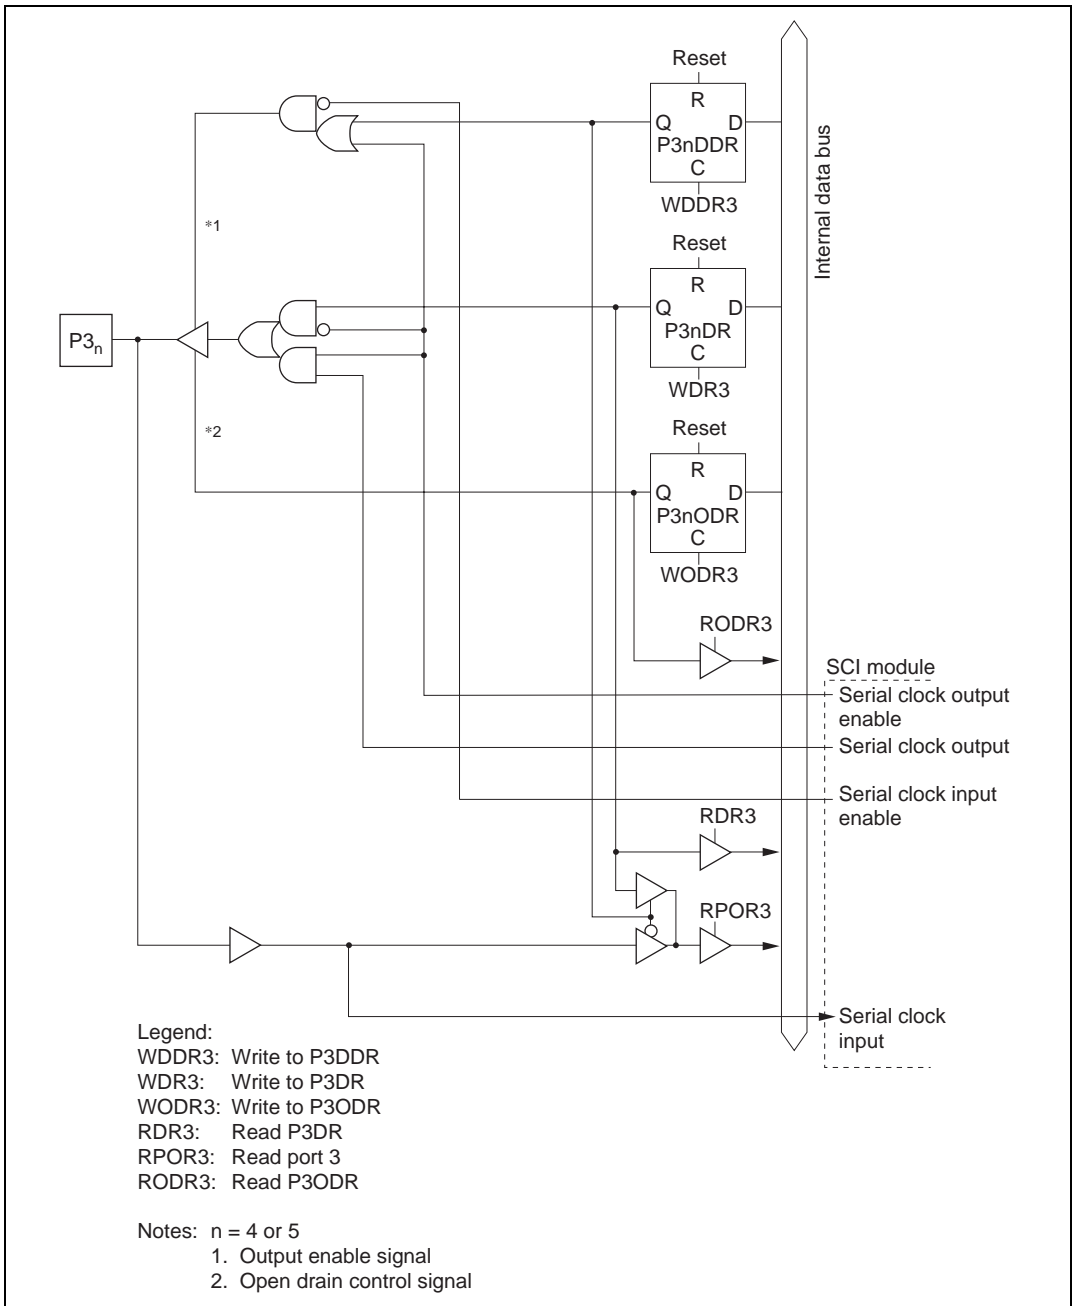 Reset
R
Q D
P3nDDR
C
WDDR3
Internal data bus
*1
Reset
R
Q D
P3nDR
C
WDR3
P3n
*2
Reset
R
Q D
P3nODR
C
WODR3
RODR3
SCI module
Serial clock output
enable
Serial clock output
Serial clock input
enable
RDR3
RPOR3
Serial clock
input
Legend:
WDDR3: Write to P3DDR
WDR3: Write to P3DR
WODR3: Write to P3ODR
RDR3: Read P3DR
RPOR3: Read port 3
RODR3: Read P3ODR
Notes: n = 4 or 5
1. Output enable signal
2. Open drain control signal